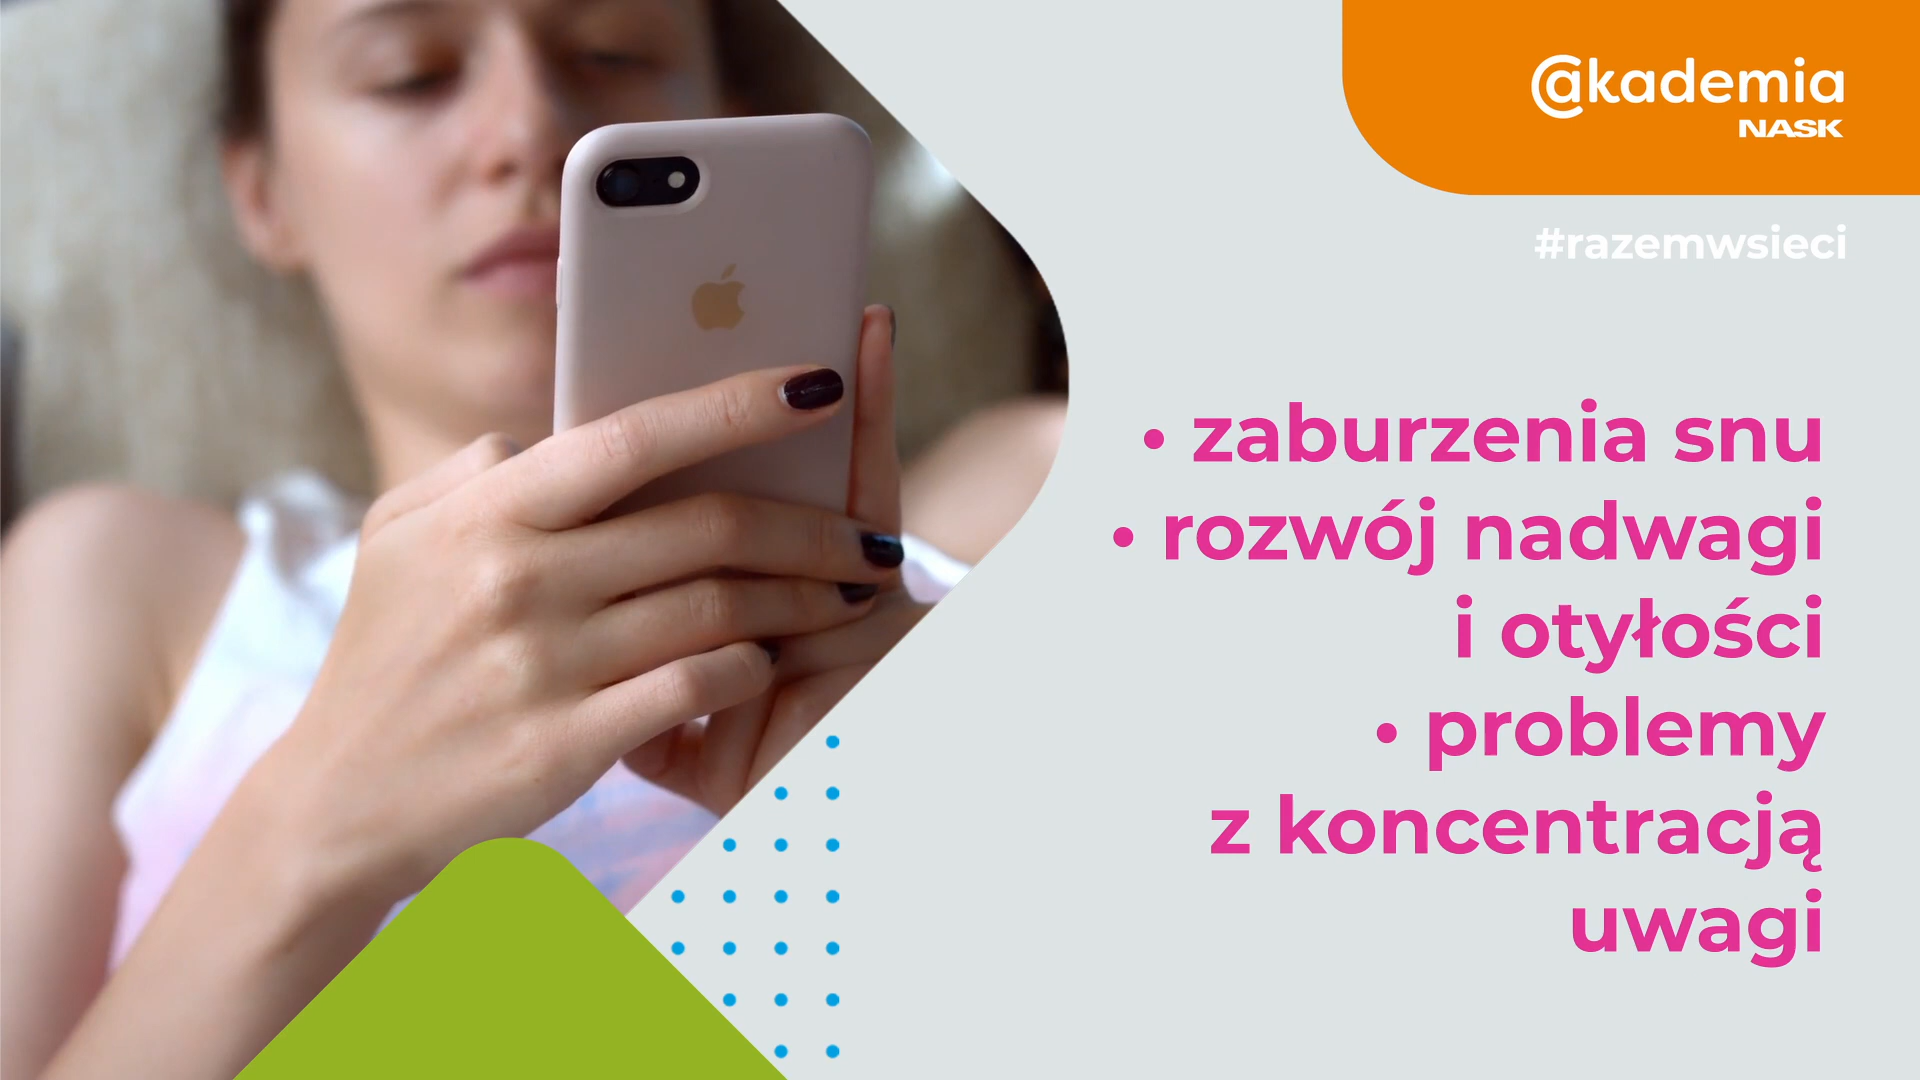 @kademia
NASK
#razemwsieci
• zaburzenia snu
• rozwój nadwagi
i otyłości
• problemy
z koncentracją
uwagi